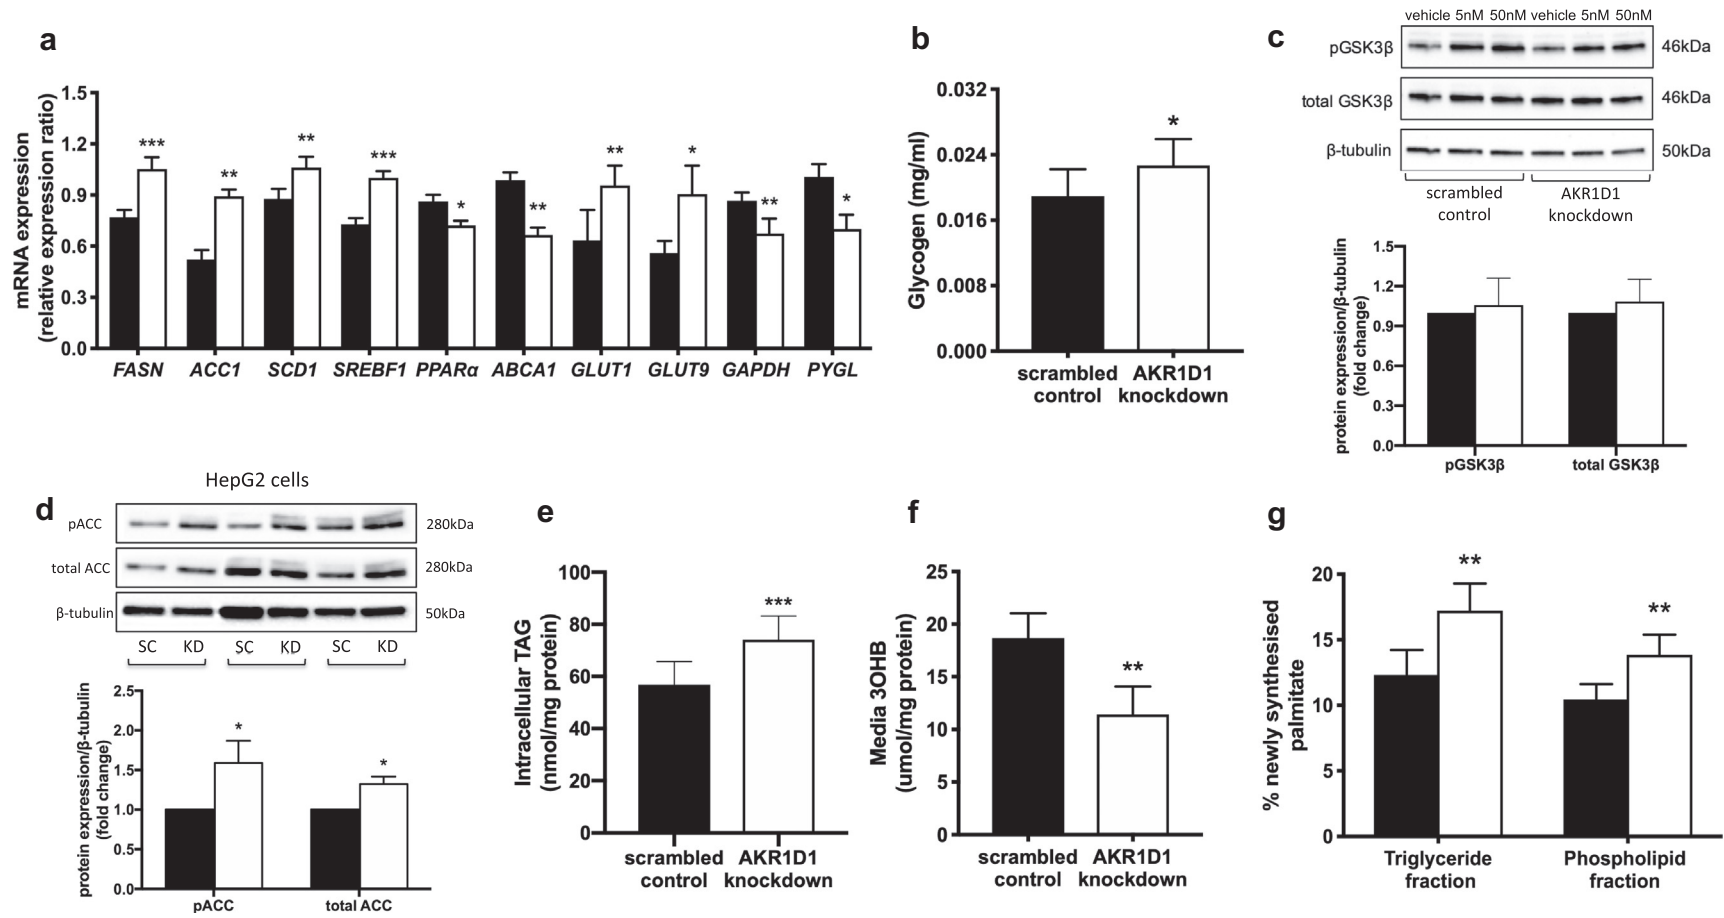 a
mRNA expression
(relative expression ratio)
1.5
1.2
0.9
0.6
0.3
0.0
***
**
**
***
*
**
**
*
**
*
FASN ACC1 SCD1 SREBF1 PPARα ABCA1 GLUT1 GLUT9 GAPDH PYGL
b
Glycogen (mg/ml)
0.032
0.024
0.016
0.008
0.000
*
scrambled control
AKR1D1 knockdown
c
vehicle 5nM 50nM vehicle 5nM 50nM
pGSK3β 46kDa
total GSK3β 46kDa
β-tubulin 50kDa
scrambled control
AKR1D1 knockdown
protein expression/β-tubulin
(fold change)
1.5
1.2
0.9
0.6
0.3
0.0
pGSK3β total GSK3β
d
HepG2 cells
pACC 280kDa
total ACC 280kDa
β-tubulin 50kDa
SC KD SC KD SC KD
protein expression/β-tubulin
(fold change)
2.5
2.0
1.5
1.0
0.5
0.0
*
*
pACC total ACC
e
Intracellular TAG
(nmol/mg protein)
100
80
60
40
20
0
***
scrambled control
AKR1D1 knockdown
f
Media 3OHB
(umol/mg protein)
25
20
15
10
5
0
**
scrambled control
AKR1D1 knockdown
g
% newly synthesised
palmitate
20
15
10
5
0
**
**
Triglyceride fraction
Phospholipid fraction